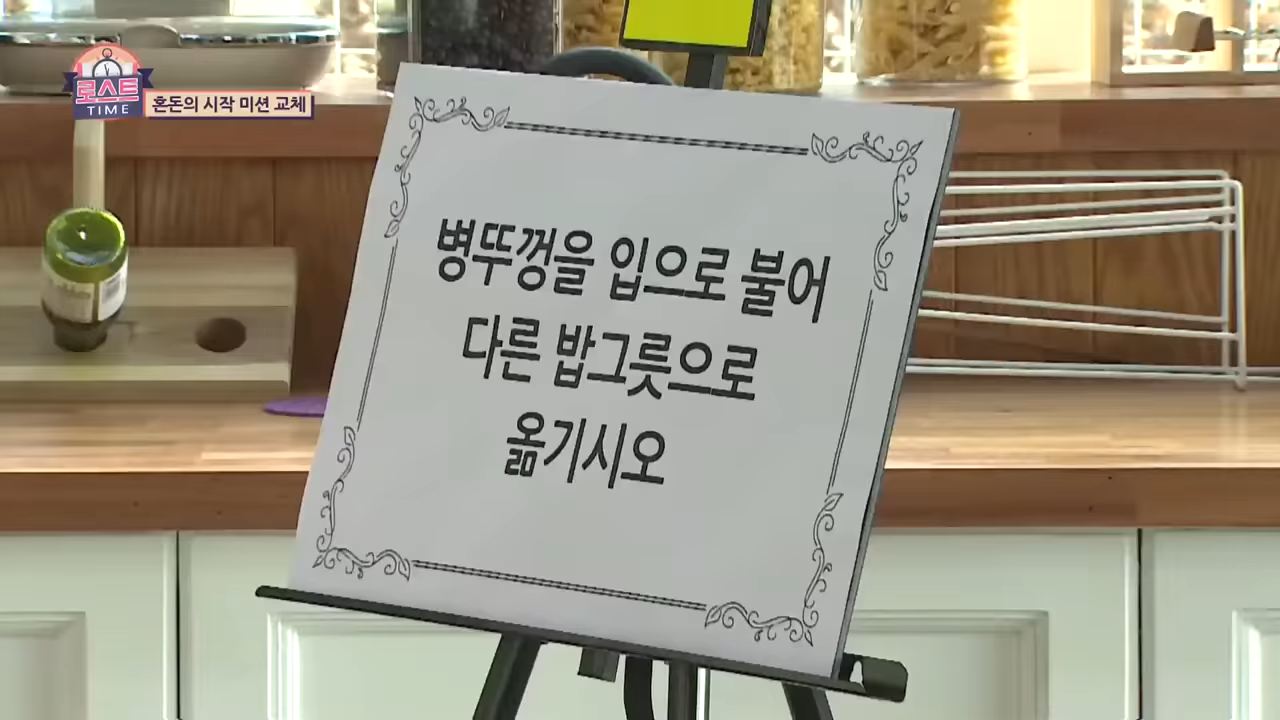 로스트
TIME
혼돈의 시작 미션 교체
병뚜껑을 입으로 불어
다른 밥그릇으로
옮기시오